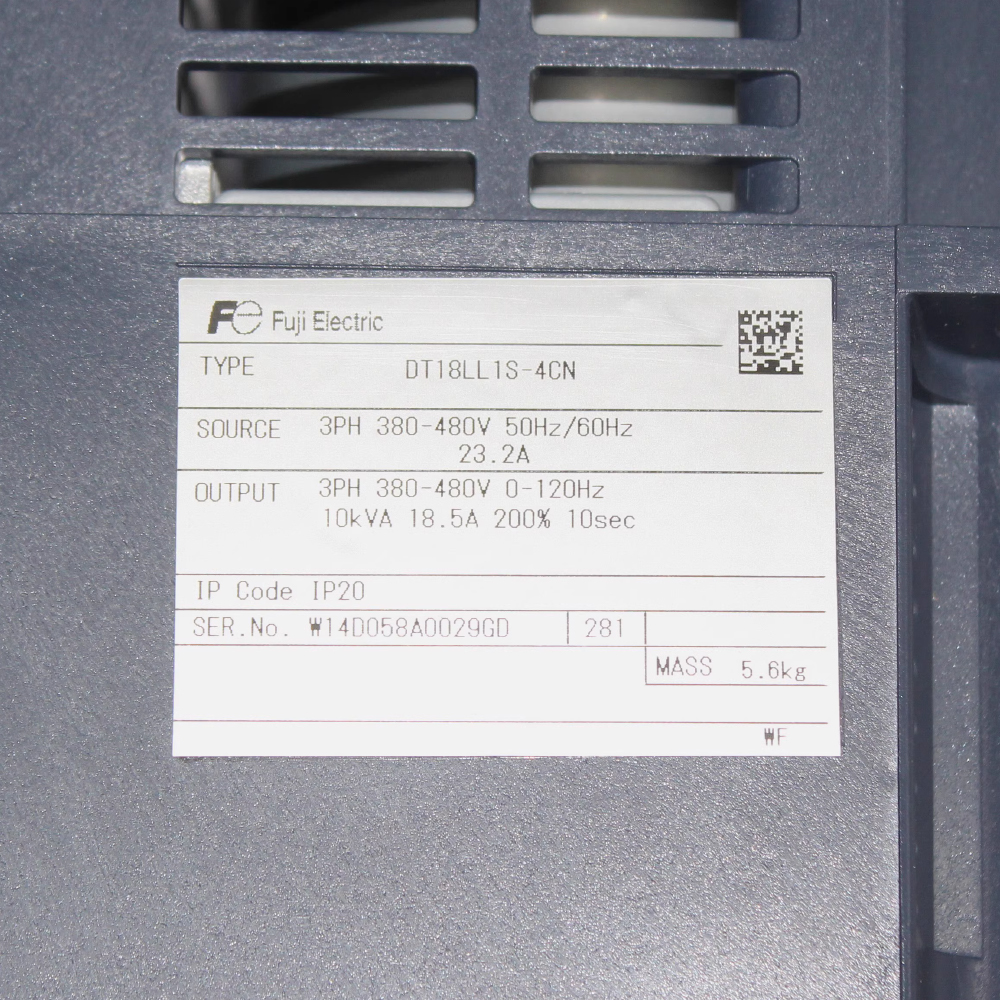 Fe Fuji Electric
TYPE DT18LL1S-4CN
SOURCE 3PH 380-480V 50Hz/60Hz
23.2A
OUTPUT 3PH 380-480V 0-120Hz
10kVA 18.5A 200% 10sec
IP Code IP20
SER.No. W14D058A0029GD 281
MASS 5.6kg
WF